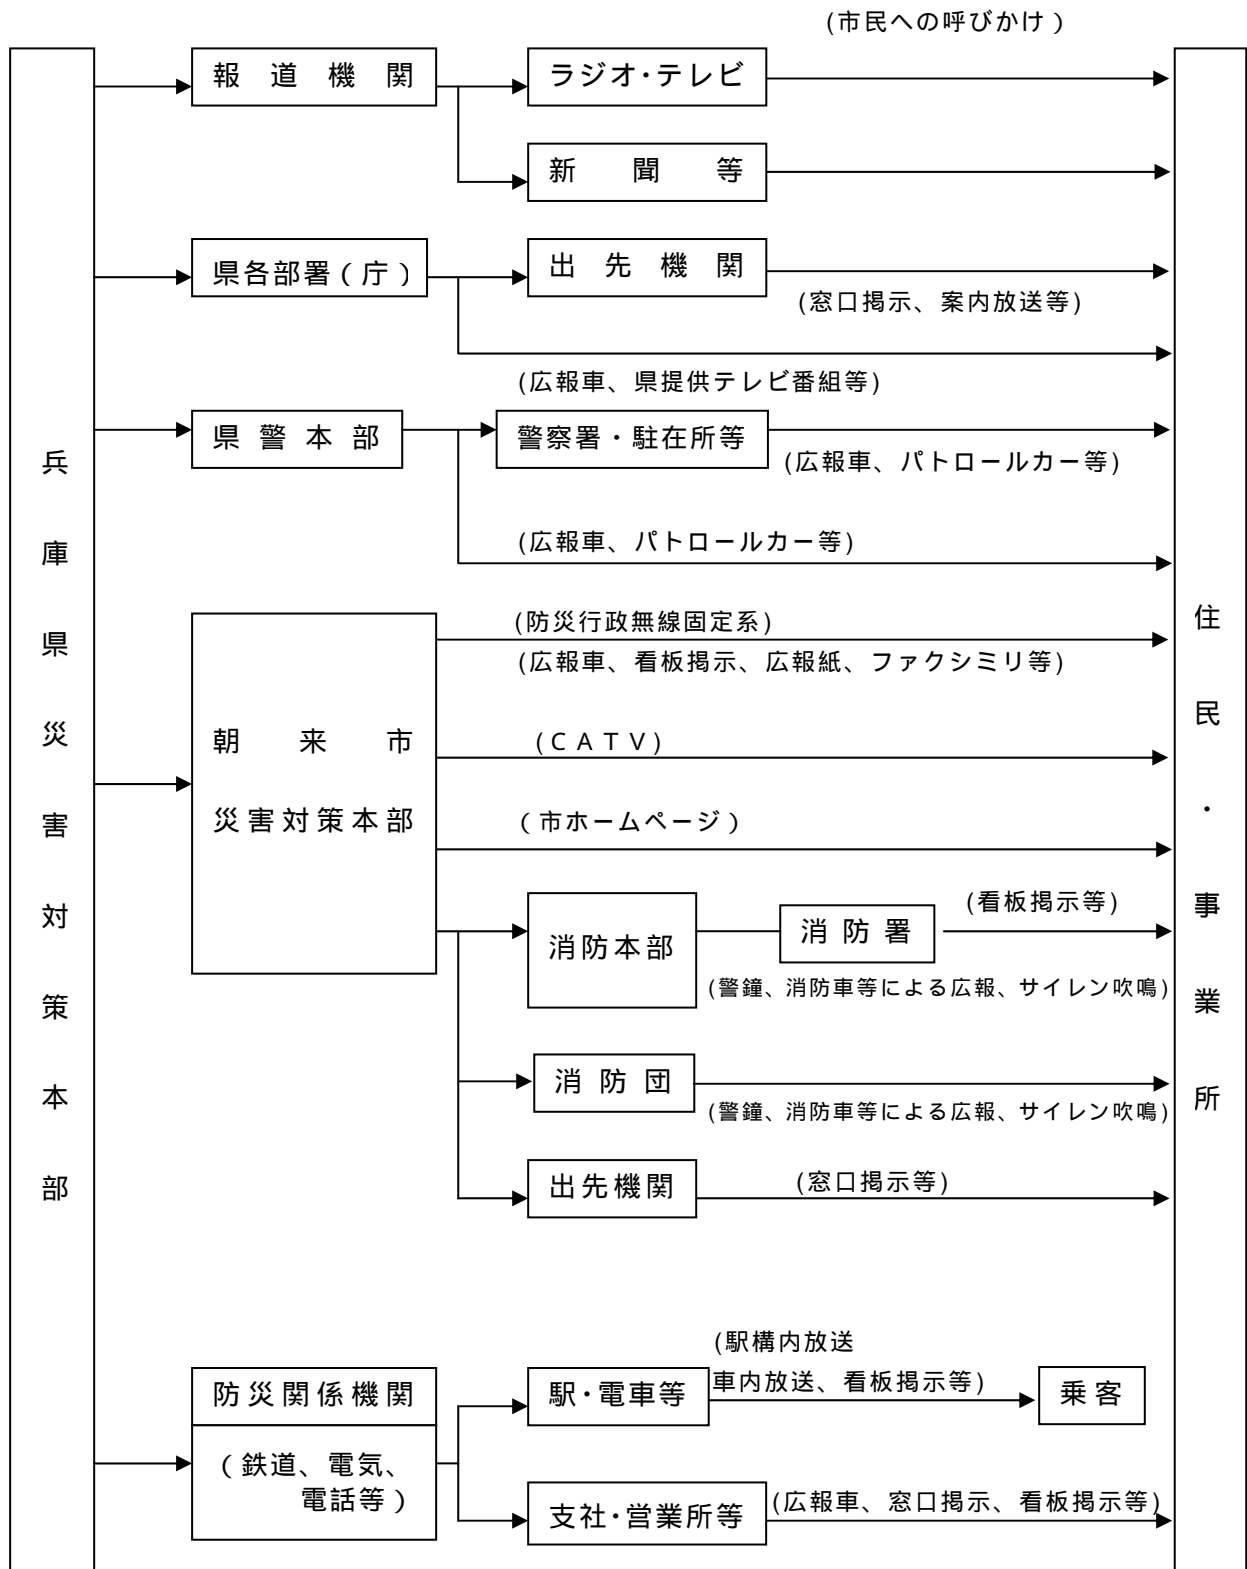 (市民への呼びかけ）
報道機関
ラジオ・テレビ
新聞等
県各部署（庁）
出先機関
(窓口掲示、案内放送等)
(広報車、県提供テレビ番組等)
県警本部
警察署・駐在所等
(広報車、パトロールカー等)
(広報車、パトロールカー等)
兵庫県災害対策本部
住民・事業所
朝来市
災害対策本部
(防災行政無線固定系)
(広報車、看板掲示、広報紙、ファクシミリ等)
(ＣＡＴＶ)
（市ホームページ）
消防本部
消防署
(看板掲示等)
(警鐘、消防車等による広報、サイレン吹鳴)
消防団
(警鐘、消防車等による広報、サイレン吹鳴)
出先機関
(窓口掲示等)
防災関係機関
（鉄道、電気、
電話等）
駅・電車等
(駅構内放送
車内放送、看板掲示等)
乗客
支社・営業所等
(広報車、窓口掲示、看板掲示等)